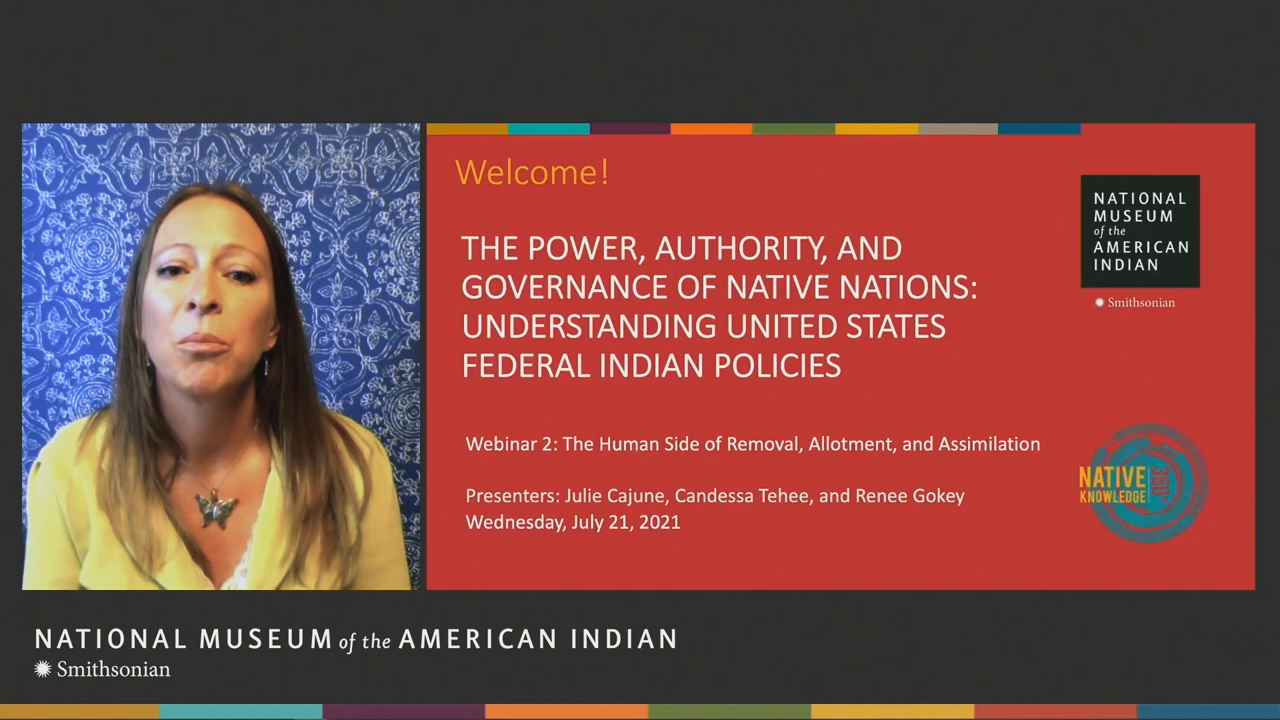 Welcome!
THE POWER, AUTHORITY, AND
GOVERNANCE OF NATIVE NATIONS:
UNDERSTANDING UNITED STATES
FEDERAL INDIAN POLICIES
Webinar 2: The Human Side of Removal, Allotment, and Assimilation
Presenters: Julie Cajune, Candessa Tehee, and Renee Gokey
Wednesday, July 21, 2021
NATIONAL
MUSEUM
of the
AMERICAN
INDIAN
Smithsonian
NATIVE
KNOWLEDGE
360°
NATIONAL MUSEUM of the AMERICAN INDIAN
Smithsonian